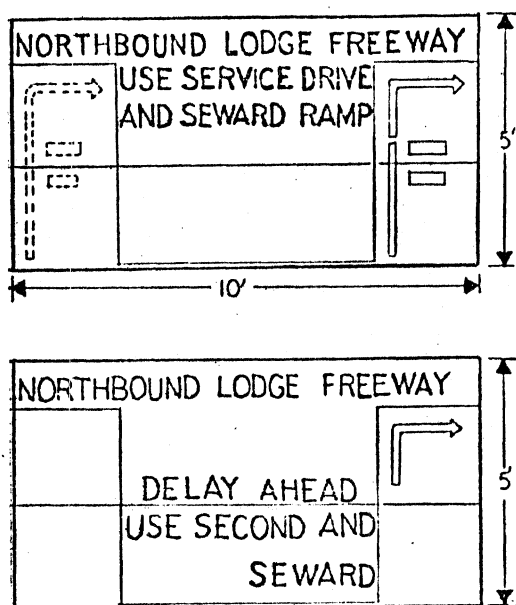 NORTHBOUND LODGE FREEWAY
USE SERVICE DRIVE
AND SEWARD RAMP
5'
10'
NORTHBOUND LODGE FREEWAY
DELAY AHEAD
USE SECOND AND
SEWARD
5'